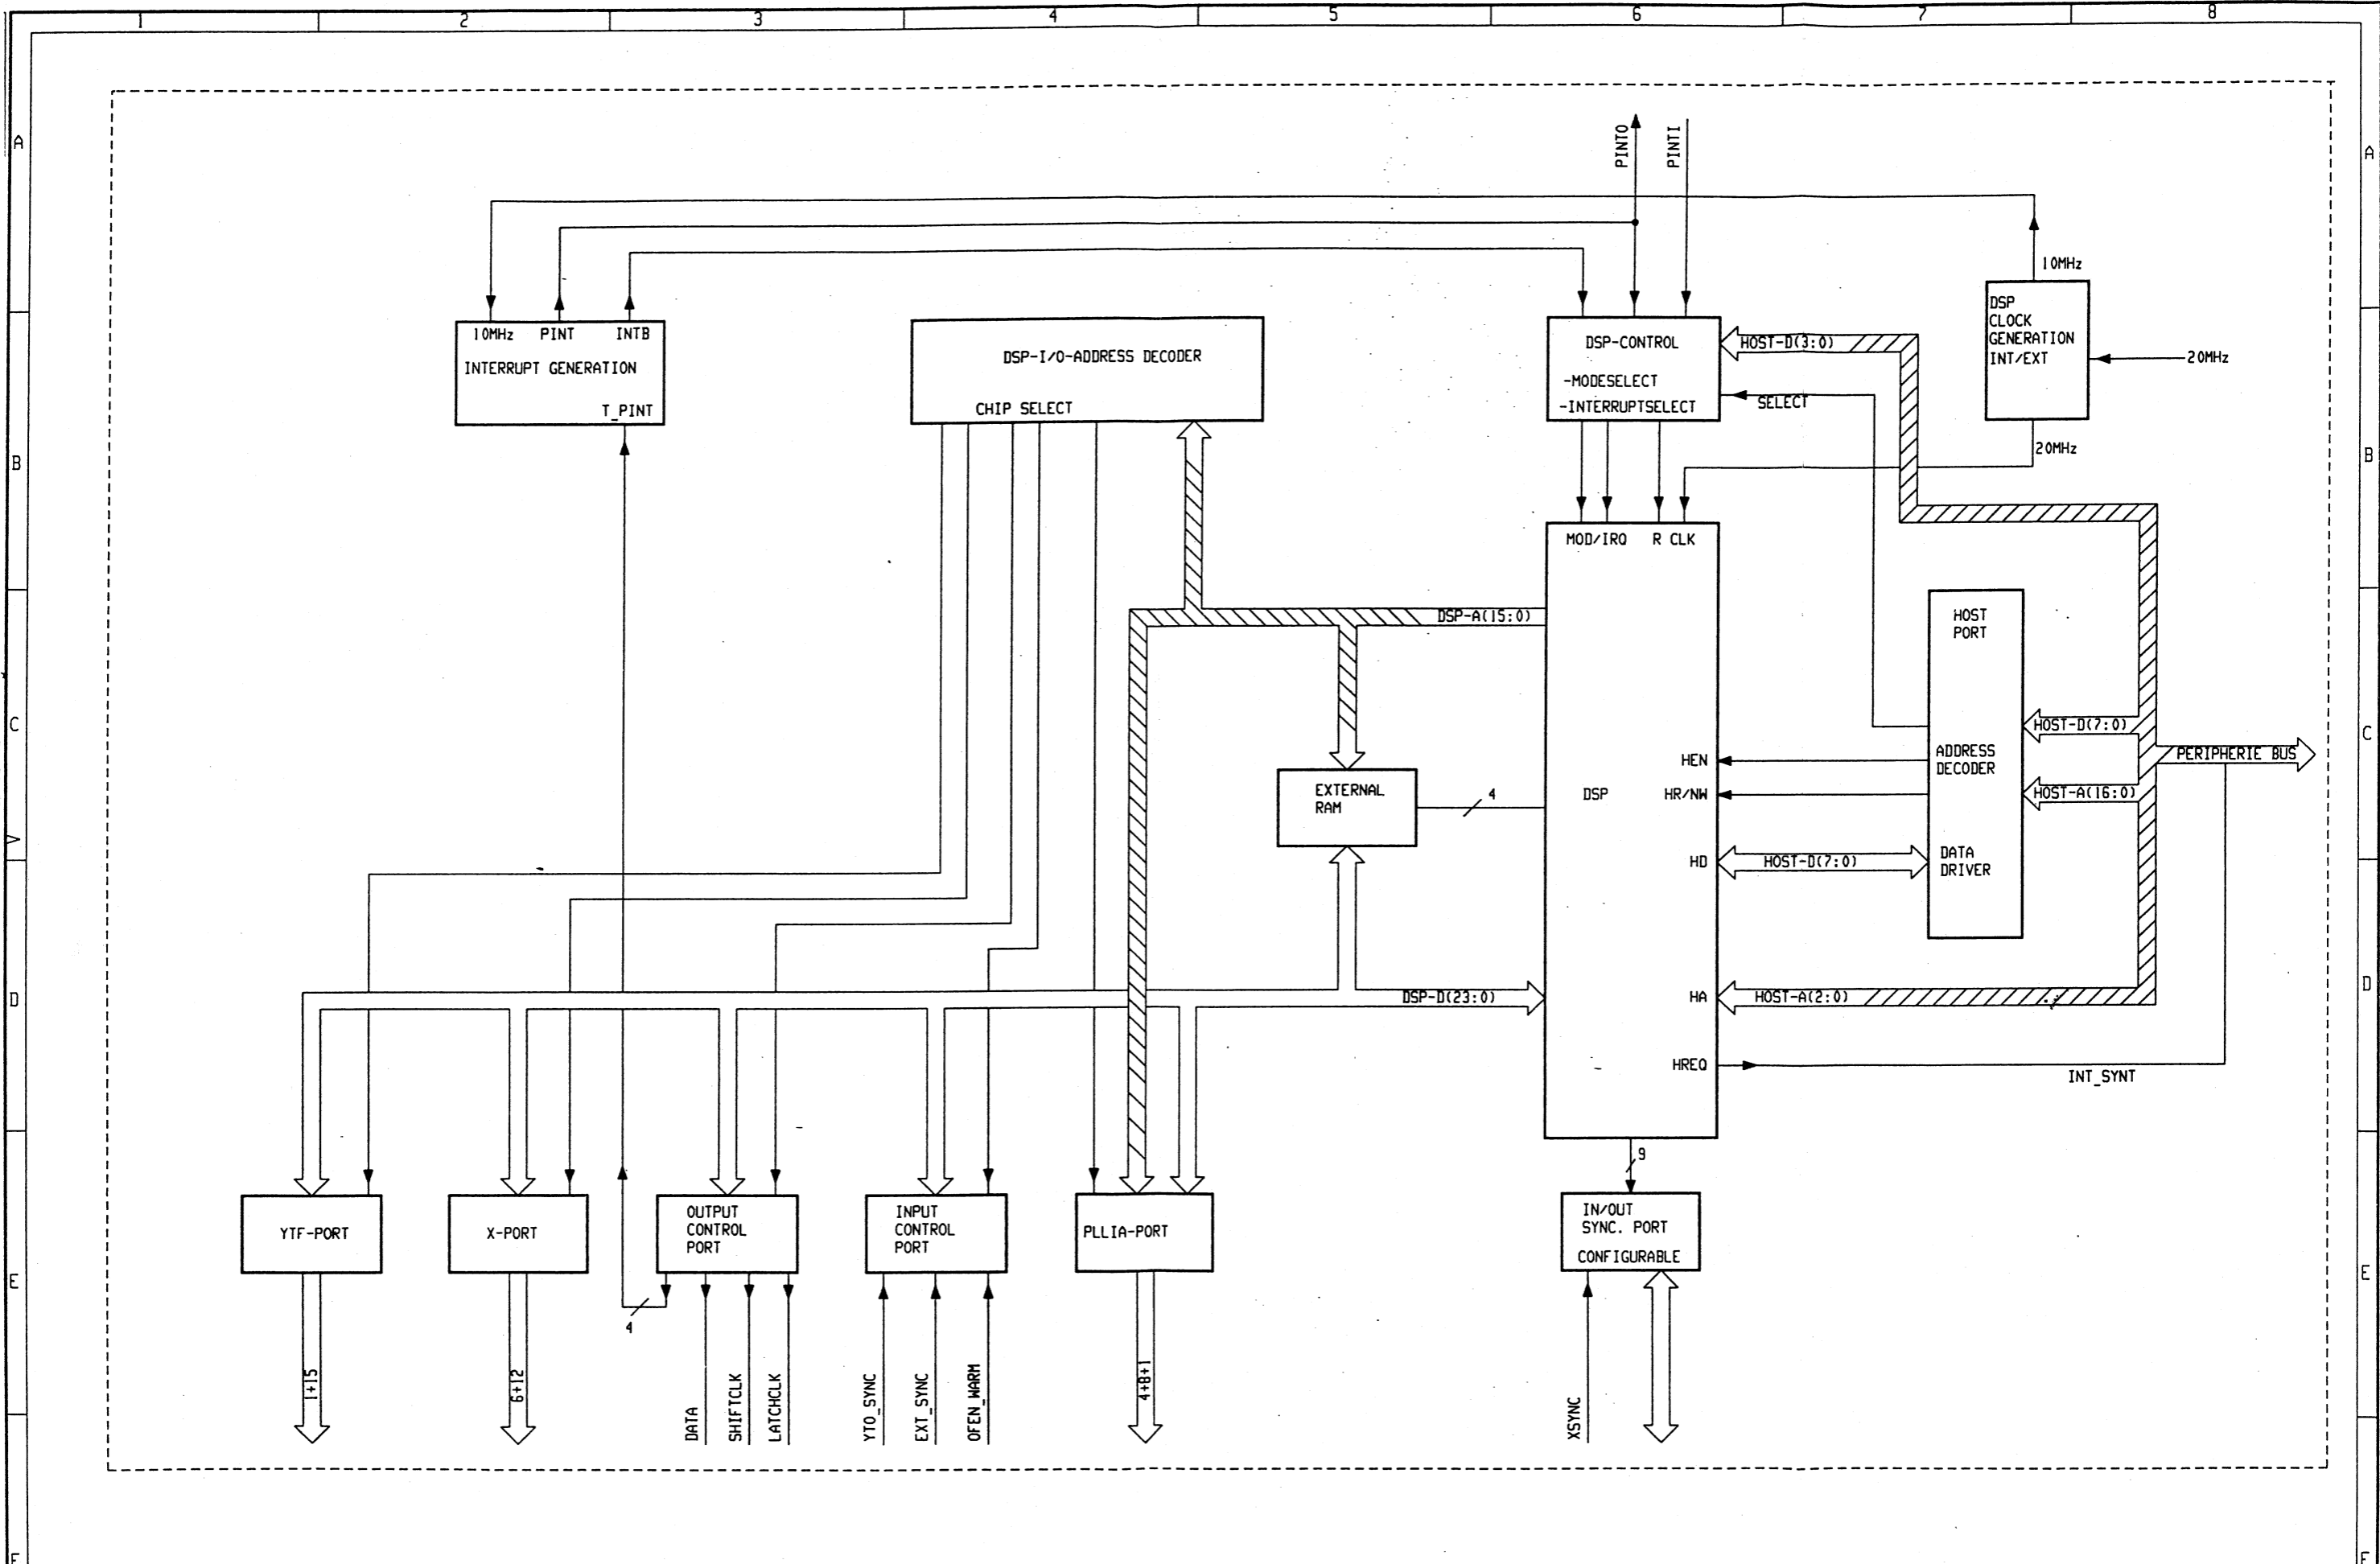 1 2 3 4 5 6 7 8
A A
PINTO
PINTI
10MHz
10MHz PINT INTB
INTERRUPT GENERATION
T_PINT
DSP-I/O-ADDRESS DECODER
CHIP SELECT
DSP-CONTROL
-MODESELECT
-INTERRUPTSELECT
HOST-D(3:0)
SELECT
DSP
CLOCK
GENERATION
INT/EXT
20MHz
20MHz
B B
MOD/IRQ R CLK
DSP-A(15:0)
HOST
PORT
C C
HOST-D(7:0)
ADDRESS
DECODER
PERIPHERIE BUS
HEN
EXTERNAL
RAM
4
DSP
HR/NW
HOST-A(16:0)
HD
HOST-D(7:0)
DATA
DRIVER
D D
DSP-D(23:0)
HA
HOST-A(2:0)
HREQ
INT_SYNT
9
YTF-PORT
X-PORT
OUTPUT
CONTROL
PORT
INPUT
CONTROL
PORT
PLLIA-PORT
IN/OUT
SYNC. PORT
CONFIGURABLE
E E
4
1+15
6+12
DATA
SHIFTCLK
LATCHCLK
YTO_SYNC
EXT_SYNC
OFEN_WARM
4+8+1
XSYNC
F F